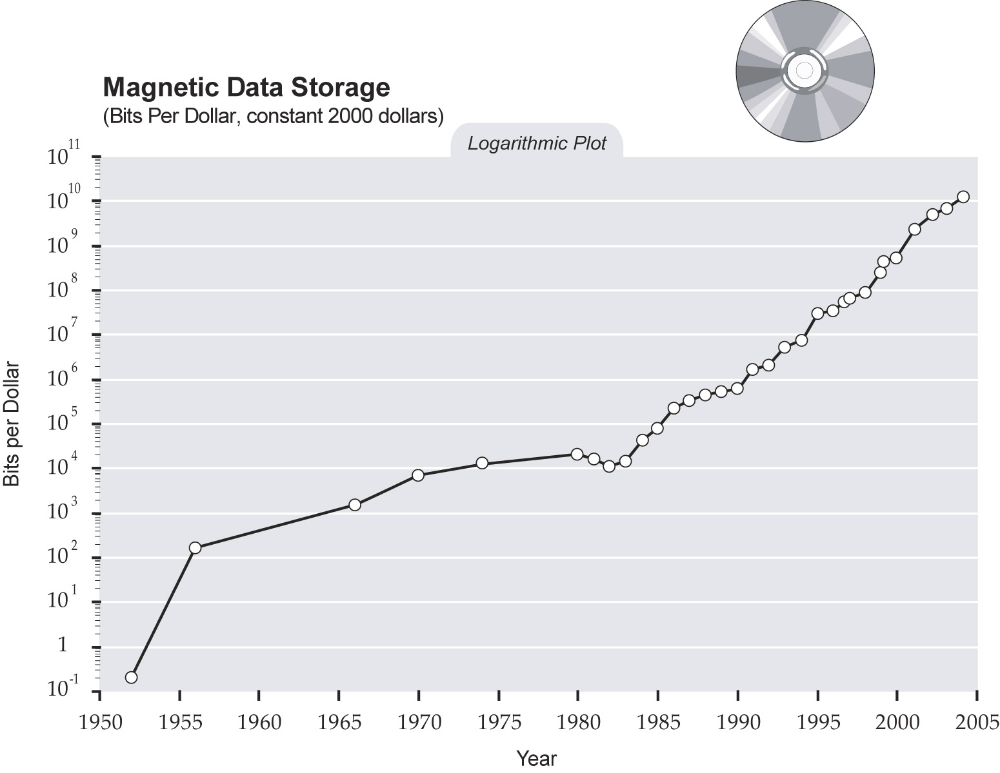 Magnetic Data Storage
(Bits Per Dollar, constant 2000 dollars)
Logarithmic Plot
10^11
10^10
10^9
10^8
10^7
10^6
10^5
10^4
10^3
10^2
10^1
1
10^-1
Bits per Dollar
1950 1955 1960 1965 1970 1975 1980 1985 1990 1995 2000 2005
Year